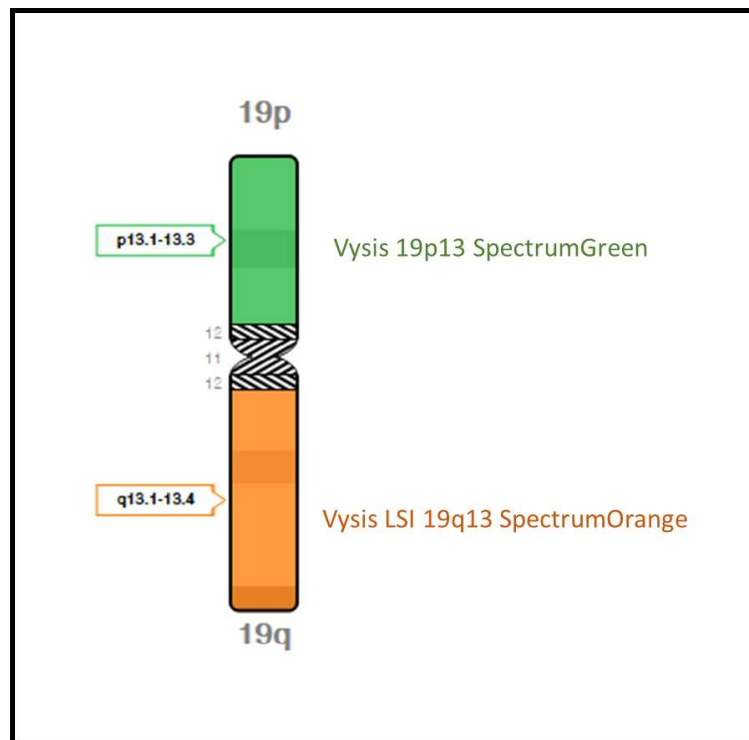 19p
p13.1-13.3
Vysis 19p13 SpectrumGreen
12
11
12
q13.1-13.4
Vysis LSI 19q13 SpectrumOrange
19q